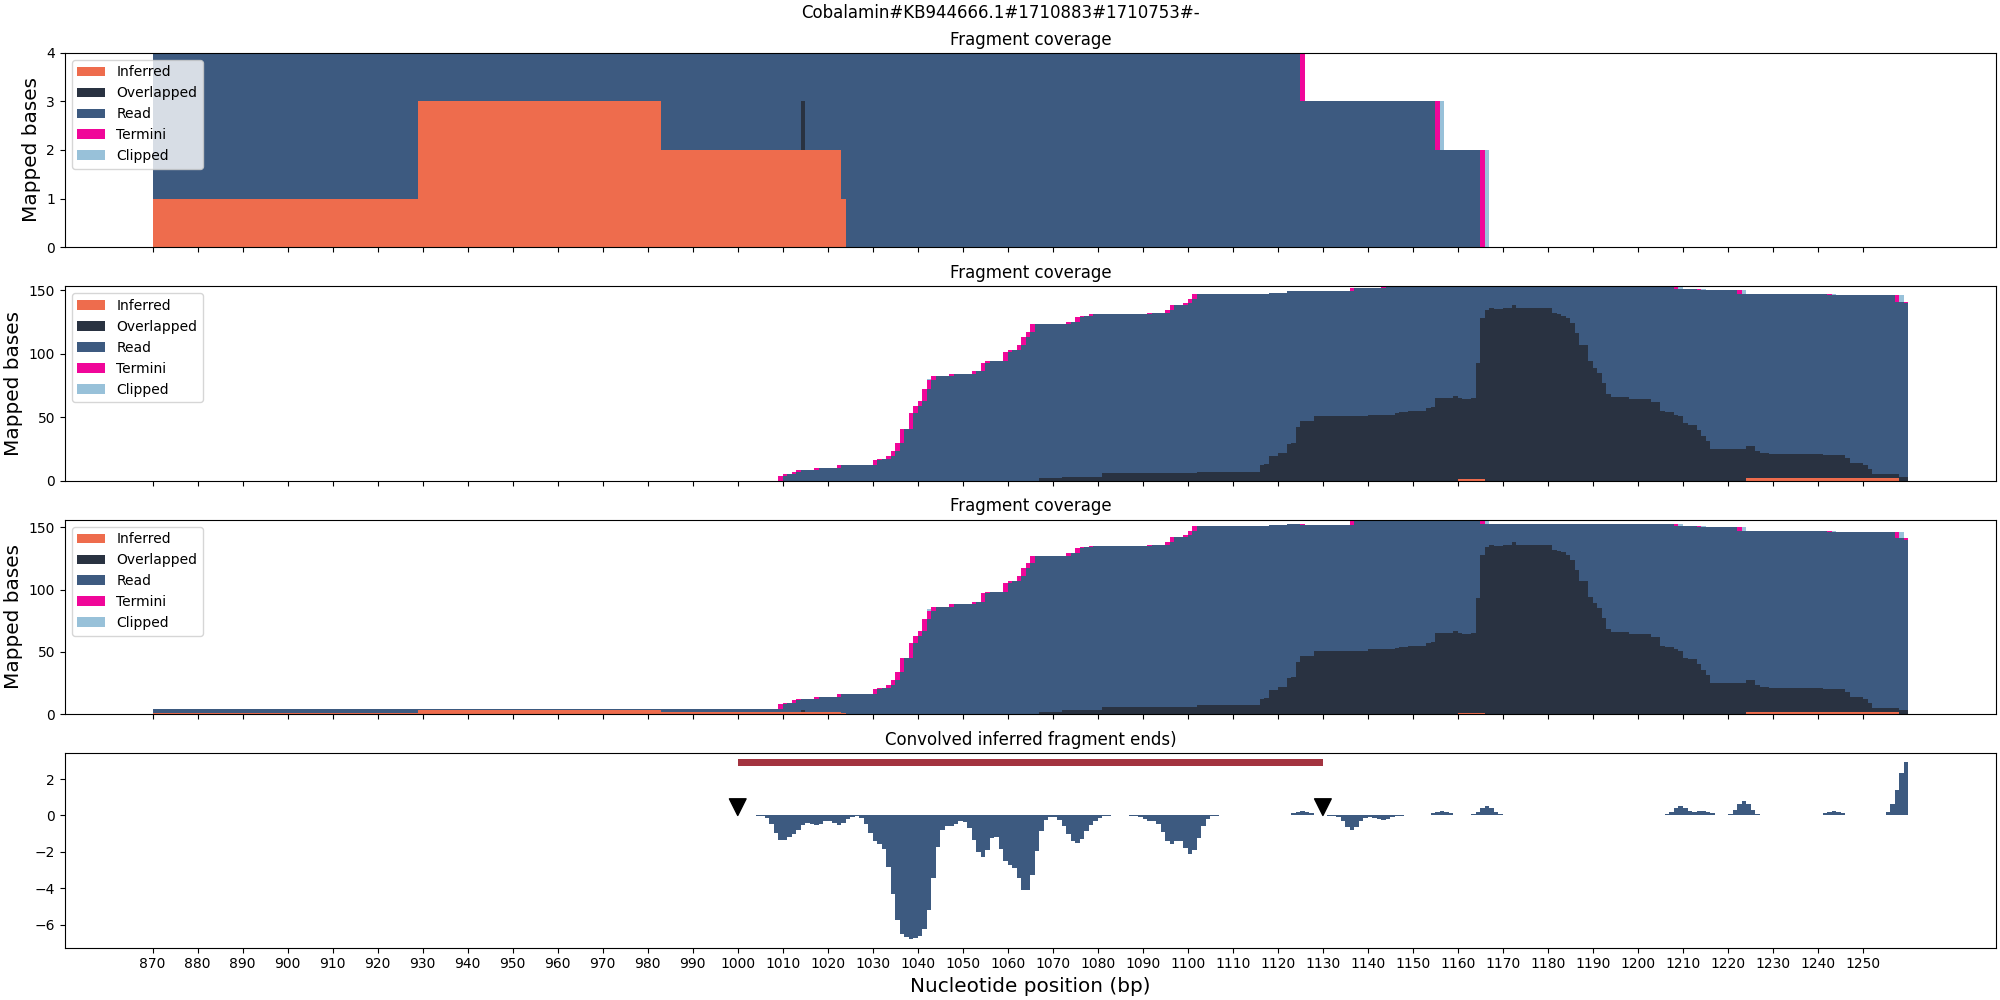 Cobalamin#KB944666.1#1710883#1710753#-
Fragment coverage
Mapped bases
4
3
2
1
0
Inferred
Overlapped
Read
Termini
Clipped
Fragment coverage
Mapped bases
150
100
50
0
Inferred
Overlapped
Read
Termini
Clipped
Fragment coverage
Mapped bases
150
100
50
0
Inferred
Overlapped
Read
Termini
Clipped
Convolved inferred fragment ends)
2
0
−2
−4
−6
870 880 890 900 910 920 930 940 950 960 970 980 990 1000 1010 1020 1030 1040 1050 1060 1070 1080 1090 1100 1110 1120 1130 1140 1150 1160 1170 1180 1190 1200 1210 1220 1230 1240 1250
Nucleotide position (bp)